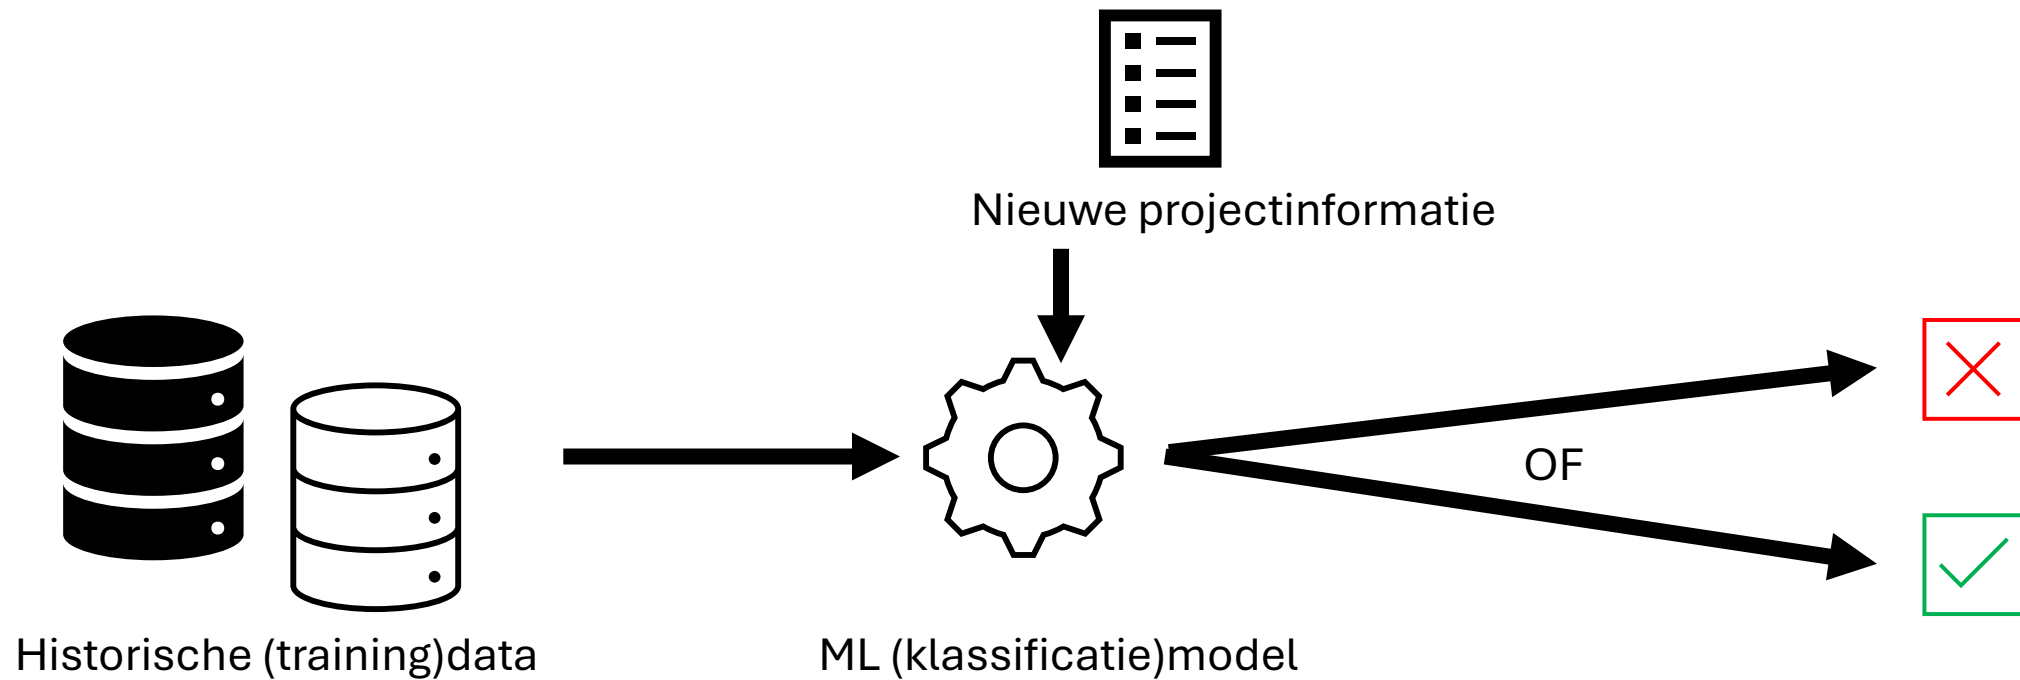 Nieuwe projectinformatie
OF
Historische (training)data
ML (klassificatie)model